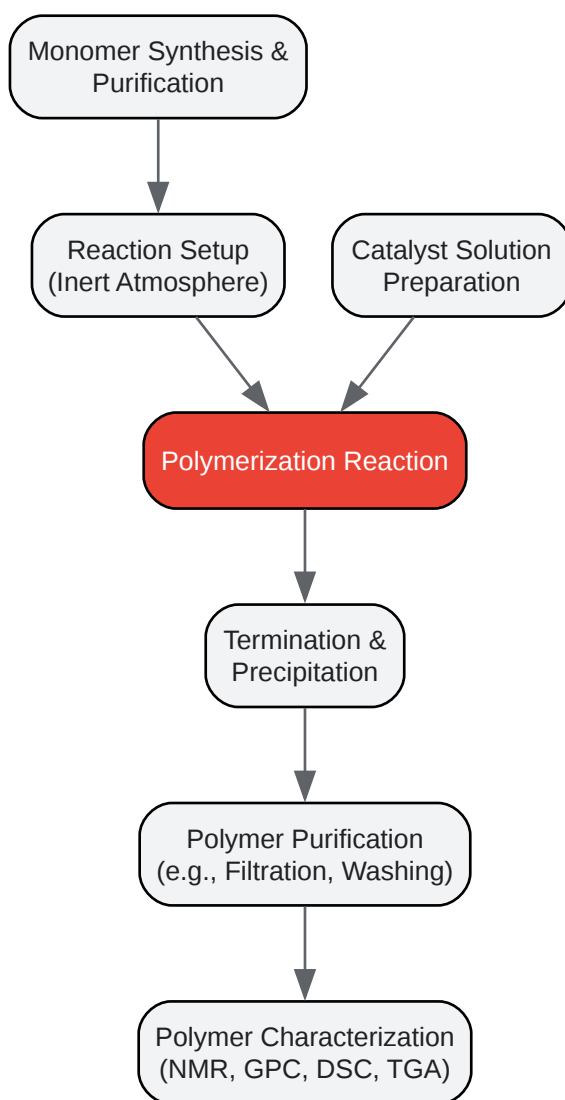 Monomer Synthesis &
Purification
Reaction Setup
(Inert Atmosphere)
Catalyst Solution
Preparation
Polymerization Reaction
Termination &
Precipitation
Polymer Purification
(e.g., Filtration, Washing)
Polymer Characterization
(NMR, GPC, DSC, TGA)